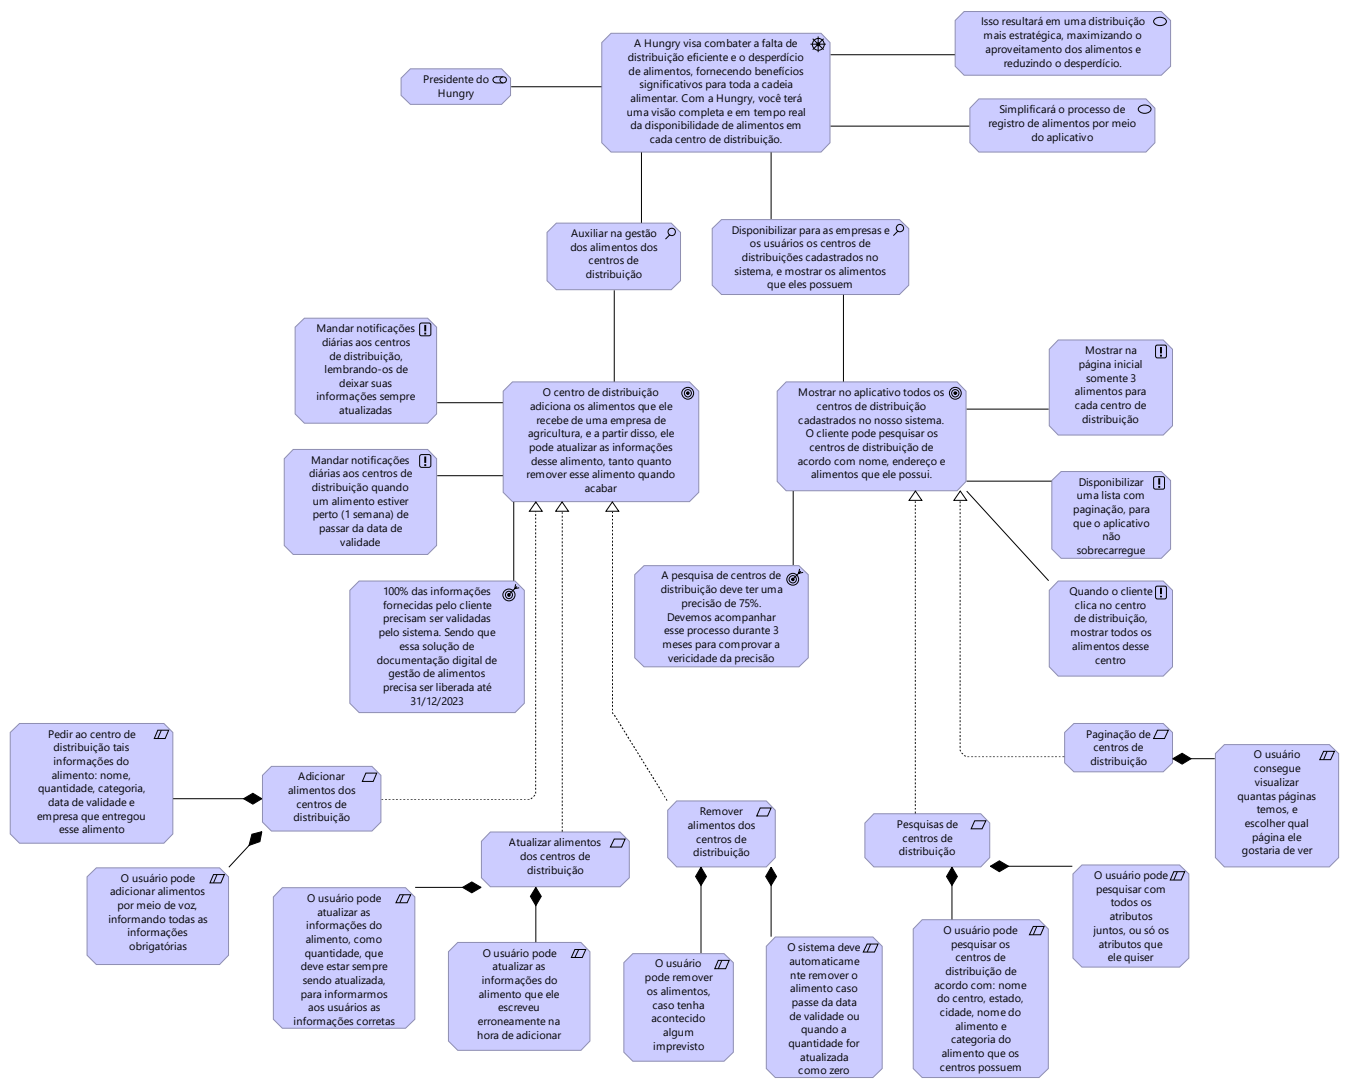 Isso resultará em uma distribuição
mais estratégica, maximizando o
aproveitamento dos alimentos e
reduzindo o desperdício.
A Hungry visa combater a falta de
distribuição eficiente e o desperdício
de alimentos, fornecendo benefícios
significativos para toda a cadeia
alimentar. Com a Hungry, você terá
uma visão completa e em tempo real
da disponibilidade de alimentos em
cada centro de distribuição.
Presidente do
Hungry
Simplificará o processo de
registro de alimentos por meio
do aplicativo
Auxiliar na gestão
dos alimentos dos
centros de
distribuição
Disponibilizar para as empresas e
os usuários os centros de
distribuições cadastrados no
sistema, e mostrar os alimentos
que eles possuem
Mandar notificações
diárias aos centros
de distribuição,
lembrando-os de
deixar suas
informações sempre
atualizadas
Mostrar na
página inicial
somente 3
alimentos para
cada centro de
distribuição
O centro de distribuição
adiciona os alimentos que ele
recebe de uma empresa de
agricultura, e a partir disso, ele
pode atualizar as informações
desse alimento, tanto quanto
remover esse alimento quando
acabar
Mostrar no aplicativo todos os
centros de distribuição
cadastrados no nosso sistema.
O cliente pode pesquisar os
centros de distribuição de
acordo com nome, endereço e
alimentos que ele possui.
Mandar notificações
diárias aos centros de
distribuição quando
um alimento estiver
perto (1 semana) de
passar da data de
validade
Disponibilizar
uma lista com
paginação, para
que o aplicativo
não
sobrecarregue
A pesquisa de centros de
distribuição deve ter uma
precisão de 75%.
Devemos acompanhar
esse processo durante 3
meses para comprovar a
vericidade da precisão
100% das informações
fornecidas pelo cliente
precisam ser validadas
pelo sistema. Sendo que
essa solução de
documentação digital de
gestão de alimentos
precisa ser liberada até
31/12/2023
Quando o cliente
clica no centro
de distribuição,
mostrar todos os
alimentos desse
centro
Pedir ao centro de
distribuição tais
informações do
alimento: nome,
quantidade, categoria,
data de validade e
empresa que entregou
esse alimento
Paginação de
centros de
distribuição
O usuário
consegue
visualizar
quantas páginas
temos, e
escolher qual
página ele
gostaria de ver
Adicionar
alimentos dos
centros de
distribuição
Remover
alimentos dos
centros de
distribuição
Pesquisas de
centros de
distribuição
Atualizar alimentos
dos centros de
distribuição
O usuário pode
adicionar alimentos
por meio de voz,
informando todas as
informações
obrigatórias
O usuário pode
pesquisar com
todos os
atributos
juntos, ou só os
atributos que
ele quiser
O usuário pode
atualizar as
informações do
alimento, como
quantidade, que
deve estar sempre
sendo atualizada,
para informarmos
aos usuários as
informações corretas
O usuário pode
atualizar as
informações do
alimento que ele
escreveu
erroneamente na
hora de adicionar
O usuário
pode remover
os alimentos,
caso tenha
acontecido
algum
imprevisto
O sistema deve
automaticame
nte remover o
alimento caso
passe da data
de validade ou
quando a
quantidade for
atualizada
como zero
O usuário pode
pesquisar os
centros de
distribuição de
acordo com: nome
do centro, estado,
cidade, nome do
alimento e
categoria do
alimento que os
centros possuem